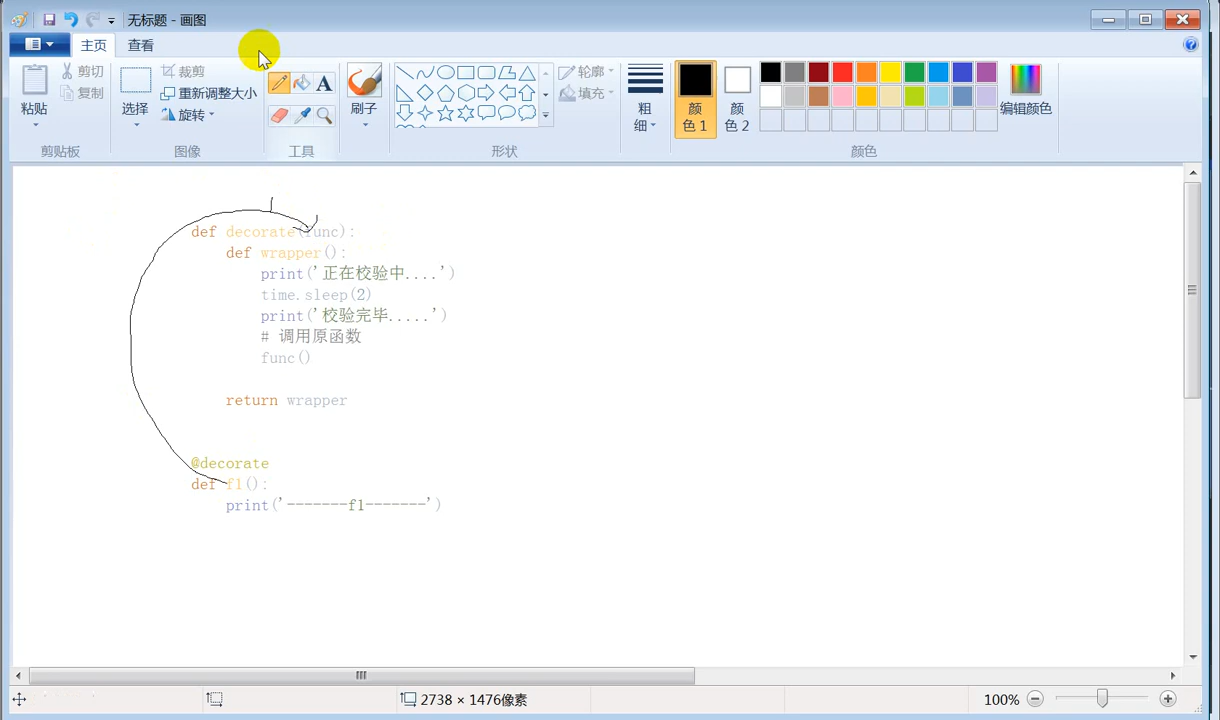 无标题 - 画图
主页 查看
粘贴
剪切
复制
剪贴板
选择
裁剪
重新调整大小
旋转
图像
A
工具
刷子
轮廓
填充
形状
粗
细
颜
色 1
颜
色 2
编辑颜色
颜色
def decorate(func):
def wrapper():
print('正在校验中....')
time.sleep(2)
print('校验完毕.....')
# 调用原函数
func()
return wrapper
@decorate
def f1():
print('-------f1-------')
2738 × 1476像素
100%